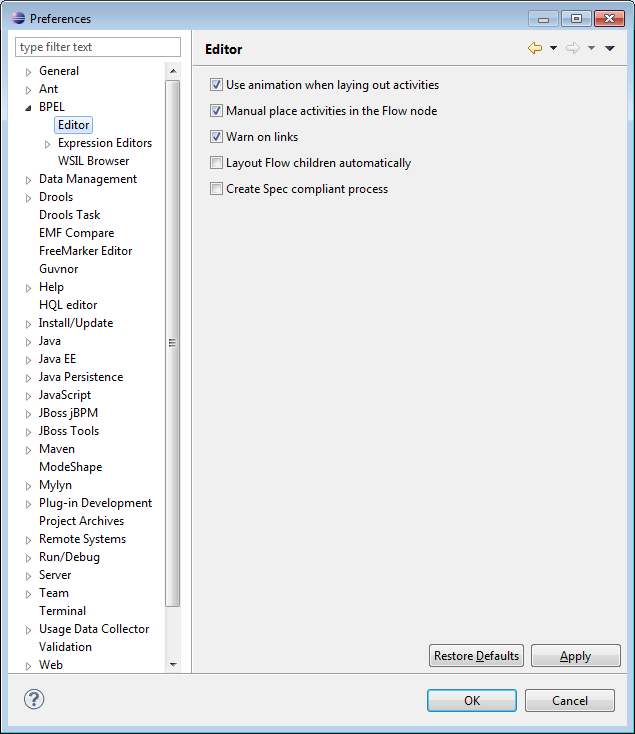 Preferences
type filter text
General
Ant
BPEL
Editor
Expression Editors
WSIL Browser
Data Management
Drools
Drools Task
EMF Compare
FreeMarker Editor
Guvnor
Help
HQL editor
Install/Update
Java
Java EE
Java Persistence
JavaScript
JBoss jBPM
JBoss Tools
Maven
ModeShape
Mylyn
Plug-in Development
Project Archives
Remote Systems
Run/Debug
Server
Team
Terminal
Usage Data Collector
Validation
Web
Editor
Use animation when laying out activities
Manual place activities in the Flow node
Warn on links
Layout Flow children automatically
Create Spec compliant process
Restore Defaults Apply
? OK Cancel